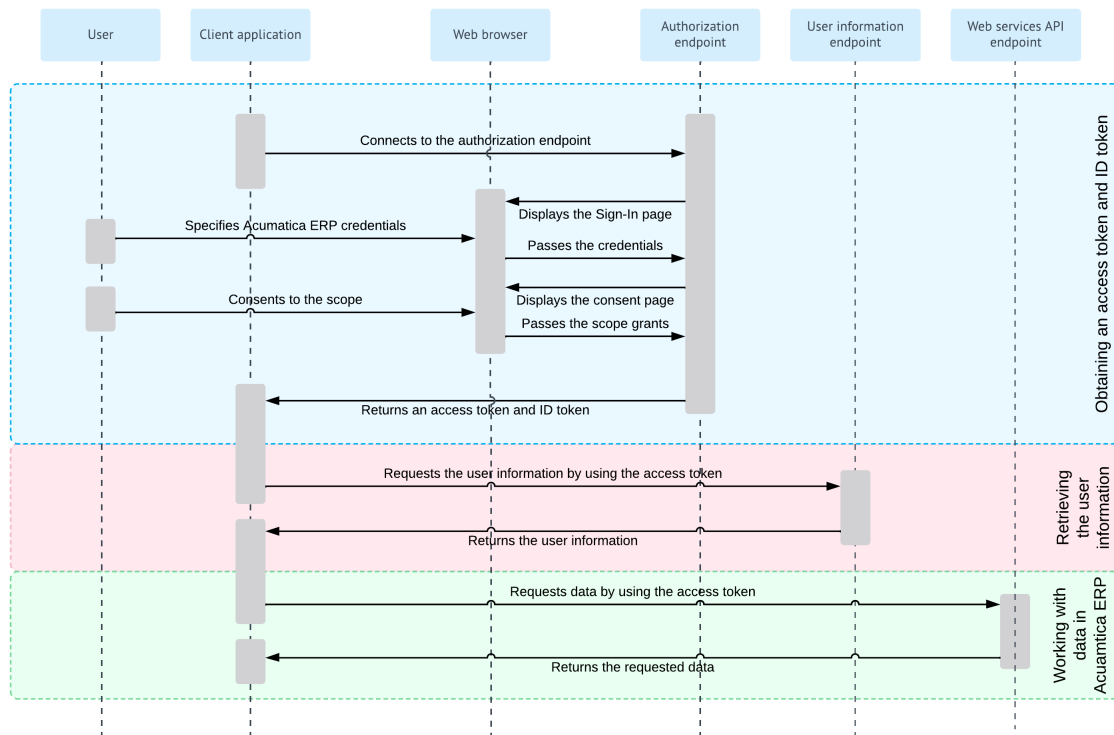 User
Client application
Web browser
Authorization
endpoint
User information
endpoint
Web services API
endpoint
Connects to the authorization endpoint
Displays the Sign-In page
Specifies Acumatica ERP credentials
Passes the credentials
Displays the consent page
Consents to the scope
Passes the scope grants
Returns an access token and ID token
Obtaining an access token and ID token
Requests the user information by using the access token
Returns the user information
Retrieving
the user
information
Requests data by using the access token
Returns the requested data
Working with
data in
Acuamtica ERP